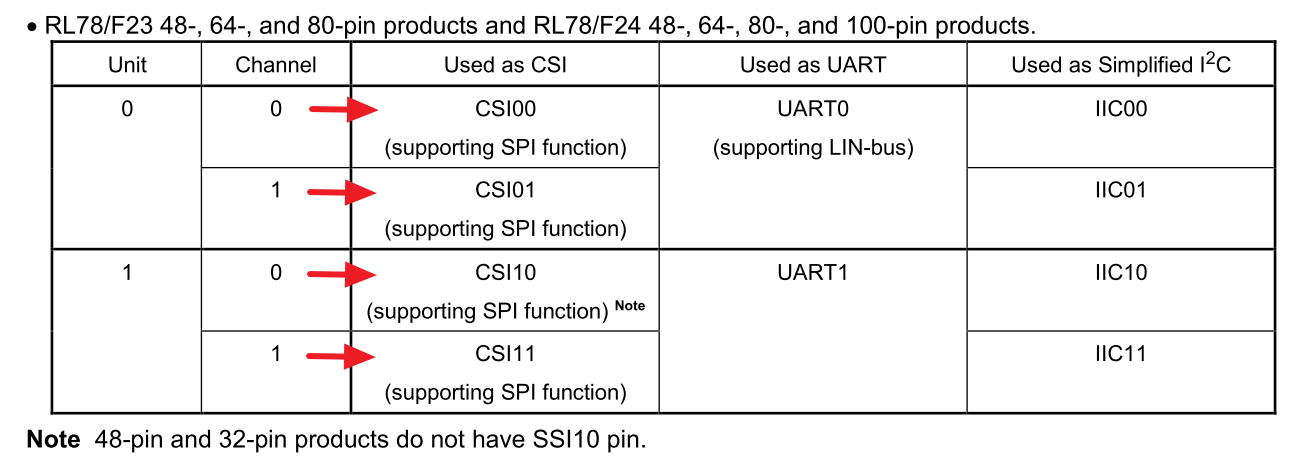 • RL78/F23 48-, 64-, and 80-pin products and RL78/F24 48-, 64-, 80-, and 100-pin products.
Unit Channel Used as CSI Used as UART Used as Simplified I²C
0 0 CSI00 UART0 IIC00
(supporting SPI function) (supporting LIN-bus)
1 CSI01 IIC01
(supporting SPI function)
1 0 CSI10 UART1 IIC10
(supporting SPI function) Note
1 CSI11 IIC11
(supporting SPI function)
Note 48-pin and 32-pin products do not have SSI10 pin.